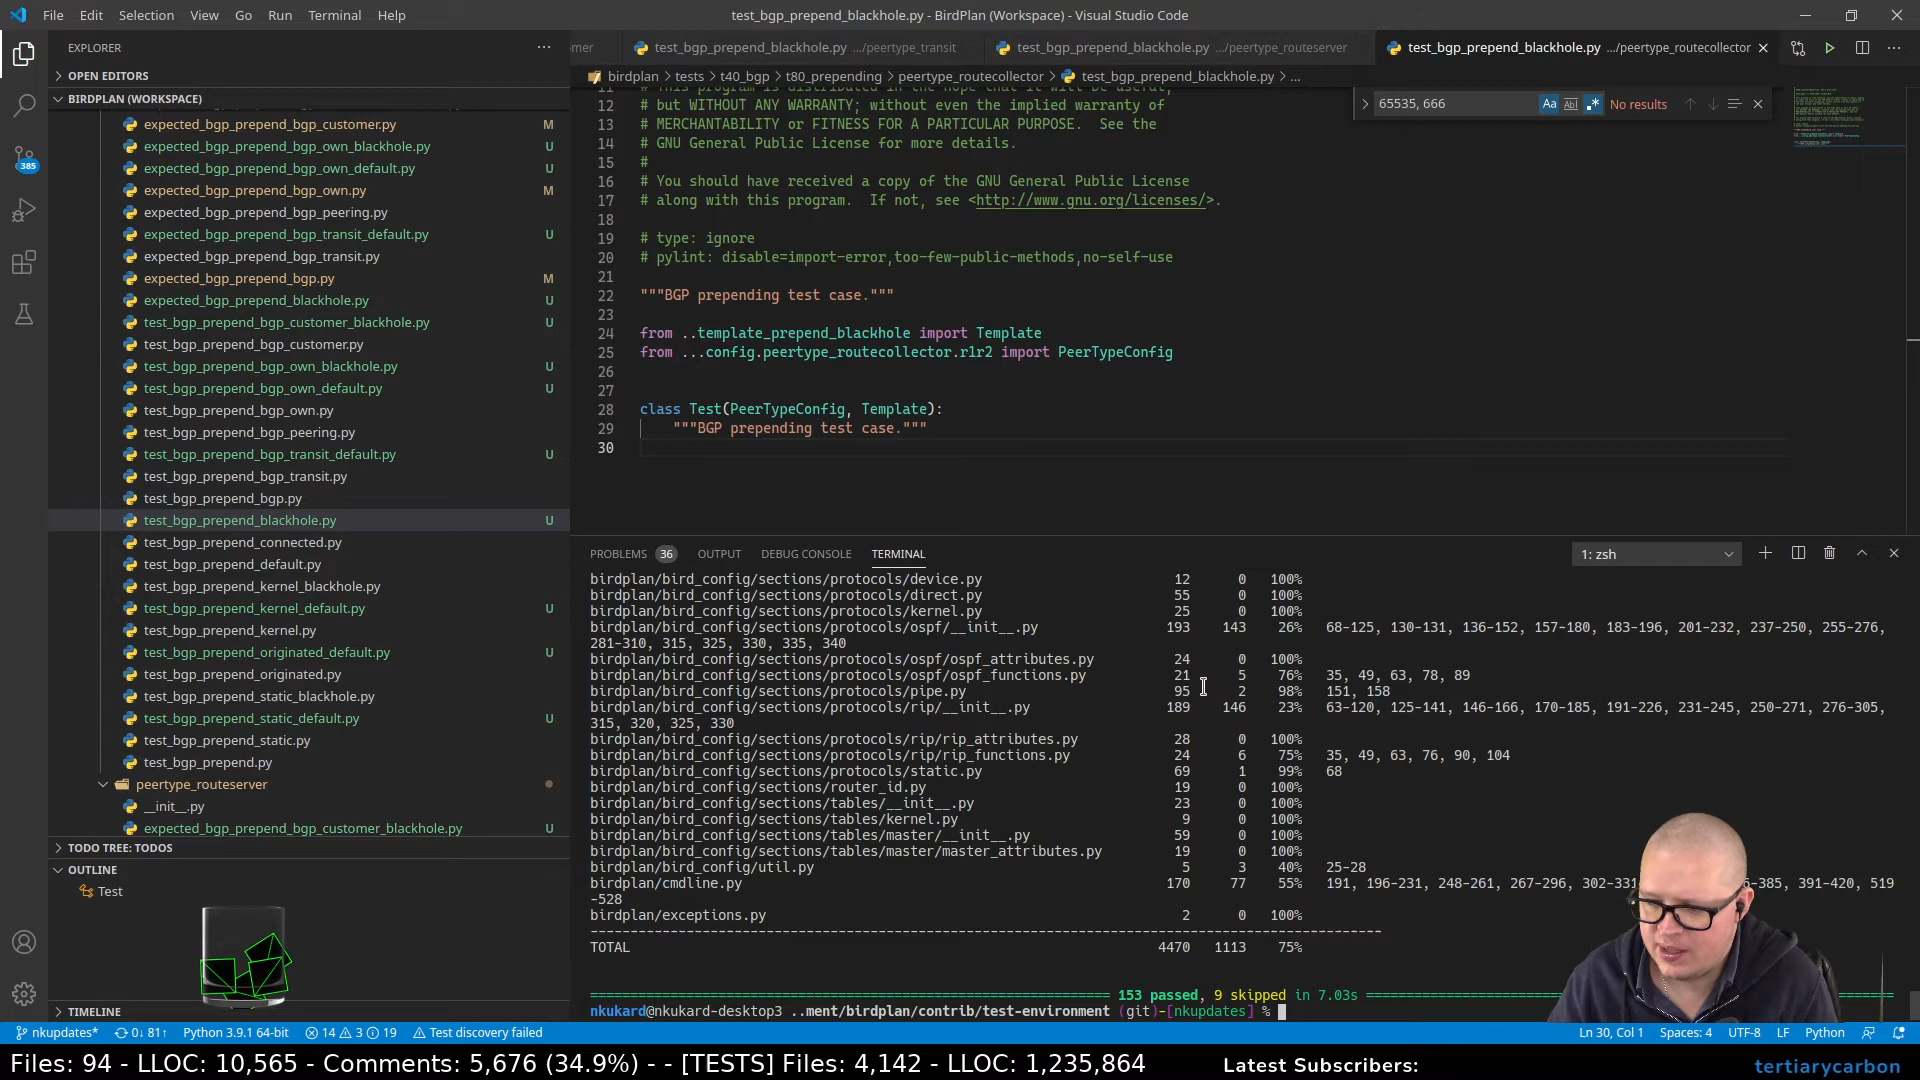 File Edit Selection View Go Run Terminal Help
test_bgp_prepend_blackhole.py - BirdPlan (Workspace) - Visual Studio Code
EXPLORER
OPEN EDITORS
BIRDPLAN (WORKSPACE)
expected_bgp_prepend_bgp_customer.py M
expected_bgp_prepend_bgp_own_blackhole.py U
expected_bgp_prepend_bgp_own_default.py U
expected_bgp_prepend_bgp_own.py M
expected_bgp_prepend_bgp_peering.py
expected_bgp_prepend_bgp_transit_default.py U
expected_bgp_prepend_bgp_transit.py
expected_bgp_prepend_bgp.py M
expected_bgp_prepend_blackhole.py U
test_bgp_prepend_bgp_customer_blackhole.py U
test_bgp_prepend_bgp_customer.py
test_bgp_prepend_bgp_own_blackhole.py U
test_bgp_prepend_bgp_own_default.py U
test_bgp_prepend_bgp_own.py
test_bgp_prepend_bgp_peering.py
test_bgp_prepend_bgp_transit_default.py U
test_bgp_prepend_bgp_transit.py
test_bgp_prepend_bgp.py
test_bgp_prepend_blackhole.py U
test_bgp_prepend_connected.py
test_bgp_prepend_default.py
test_bgp_prepend_kernel_blackhole.py
test_bgp_prepend_kernel_default.py U
test_bgp_prepend_kernel.py
test_bgp_prepend_originated_default.py U
test_bgp_prepend_originated.py
test_bgp_prepend_static_blackhole.py
test_bgp_prepend_static_default.py U
test_bgp_prepend_static.py
test_bgp_prepend.py
peertype_routeserver
__init__.py
expected_bgp_prepend_bgp_customer_blackhole.py U
TODO TREE: TODOS
OUTLINE
Test
TIMELINE
385
omer test_bgp_prepend_blackhole.py .../peertype_transit test_bgp_prepend_blackhole.py .../peertype_routeserver test_bgp_prepend_blackhole.py .../peertype_routecollector
birdplan > tests > t40_bgp > t80_prepending > peertype_routecollector > test_bgp_prepend_blackhole.py > ...
65535, 666 Aa Abl .* No results
11 # This program is distributed in the hope that it will be useful,
12 # but WITHOUT ANY WARRANTY; without even the implied warranty of
13 # MERCHANTABILITY or FITNESS FOR A PARTICULAR PURPOSE.  See the
14 # GNU General Public License for more details.
15 #
16 # You should have received a copy of the GNU General Public License
17 # along with this program.  If not, see <http://www.gnu.org/licenses/>.
18
19 # type: ignore
20 # pylint: disable=import-error,too-few-public-methods,no-self-use
21
22 """BGP prepending test case."""
23
24 from ..template_prepend_blackhole import Template
25 from ...config.peertype_routecollector.r1r2 import PeerTypeConfig
26
27
28 class Test(PeerTypeConfig, Template):
29 """BGP prepending test case."""
30
PROBLEMS 36 OUTPUT DEBUG CONSOLE TERMINAL 1: zsh
birdplan/bird_config/sections/protocols/device.py 12 0 100%
birdplan/bird_config/sections/protocols/direct.py 55 0 100%
birdplan/bird_config/sections/protocols/kernel.py 25 0 100%
birdplan/bird_config/sections/protocols/ospf/__init__.py 193 143 26% 68-125, 130-131, 136-152, 157-180, 183-196, 201-232, 237-250, 255-276,
281-310, 315, 325, 330, 335, 340
birdplan/bird_config/sections/protocols/ospf/ospf_attributes.py 24 0 100%
birdplan/bird_config/sections/protocols/ospf/ospf_functions.py 21 5 76% 35, 49, 63, 78, 89
birdplan/bird_config/sections/protocols/pipe.py 95 2 98% 151, 158
birdplan/bird_config/sections/protocols/rip/__init__.py 189 146 23% 63-120, 125-141, 146-166, 170-185, 191-226, 231-245, 250-271, 276-305,
315, 320, 325, 330
birdplan/bird_config/sections/protocols/rip/rip_attributes.py 28 0 100%
birdplan/bird_config/sections/protocols/rip/rip_functions.py 24 6 75% 35, 49, 63, 76, 90, 104
birdplan/bird_config/sections/protocols/static.py 69 1 99% 68
birdplan/bird_config/sections/router_id.py 19 0 100%
birdplan/bird_config/sections/tables/__init__.py 23 0 100%
birdplan/bird_config/sections/tables/kernel.py 9 0 100%
birdplan/bird_config/sections/tables/master/__init__.py 59 0 100%
birdplan/bird_config/sections/tables/master/master_attributes.py 19 0 100%
birdplan/bird_config/util.py 5 3 40% 25-28
birdplan/cmdline.py 170 77 55% 191, 196-231, 248-261, 267-296, 302-331 -385, 391-420, 519
-528
birdplan/exceptions.py 2 0 100%
TOTAL 4470 1113 75%
153 passed, 9 skipped in 7.03s
nkukard@nkukard-desktop3 ..ment/birdplan/contrib/test-environment (git)-[nkupdates] %
nkupdates* 0↓ 81↑ Python 3.9.1 64-bit 14 3 19 Test discovery failed Ln 30, Col 1 Spaces: 4 UTF-8 LF Python
Files: 94 - LLOC: 10,565 - Comments: 5,676 (34.9%) - - [TESTS] Files: 4,142 - LLOC: 1,235,864 Latest Subscribers: tertiarycarbon